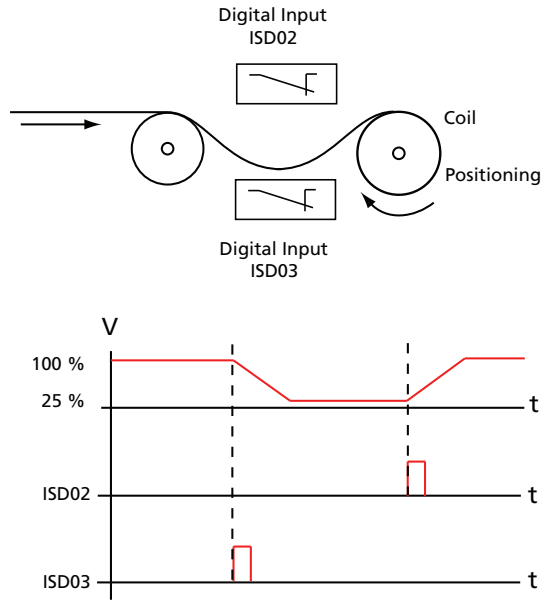 Digital Input
ISD02
Coil
Positioning
Digital Input
ISD03
V
100 %
25 %
t
ISD02
t
ISD03
t